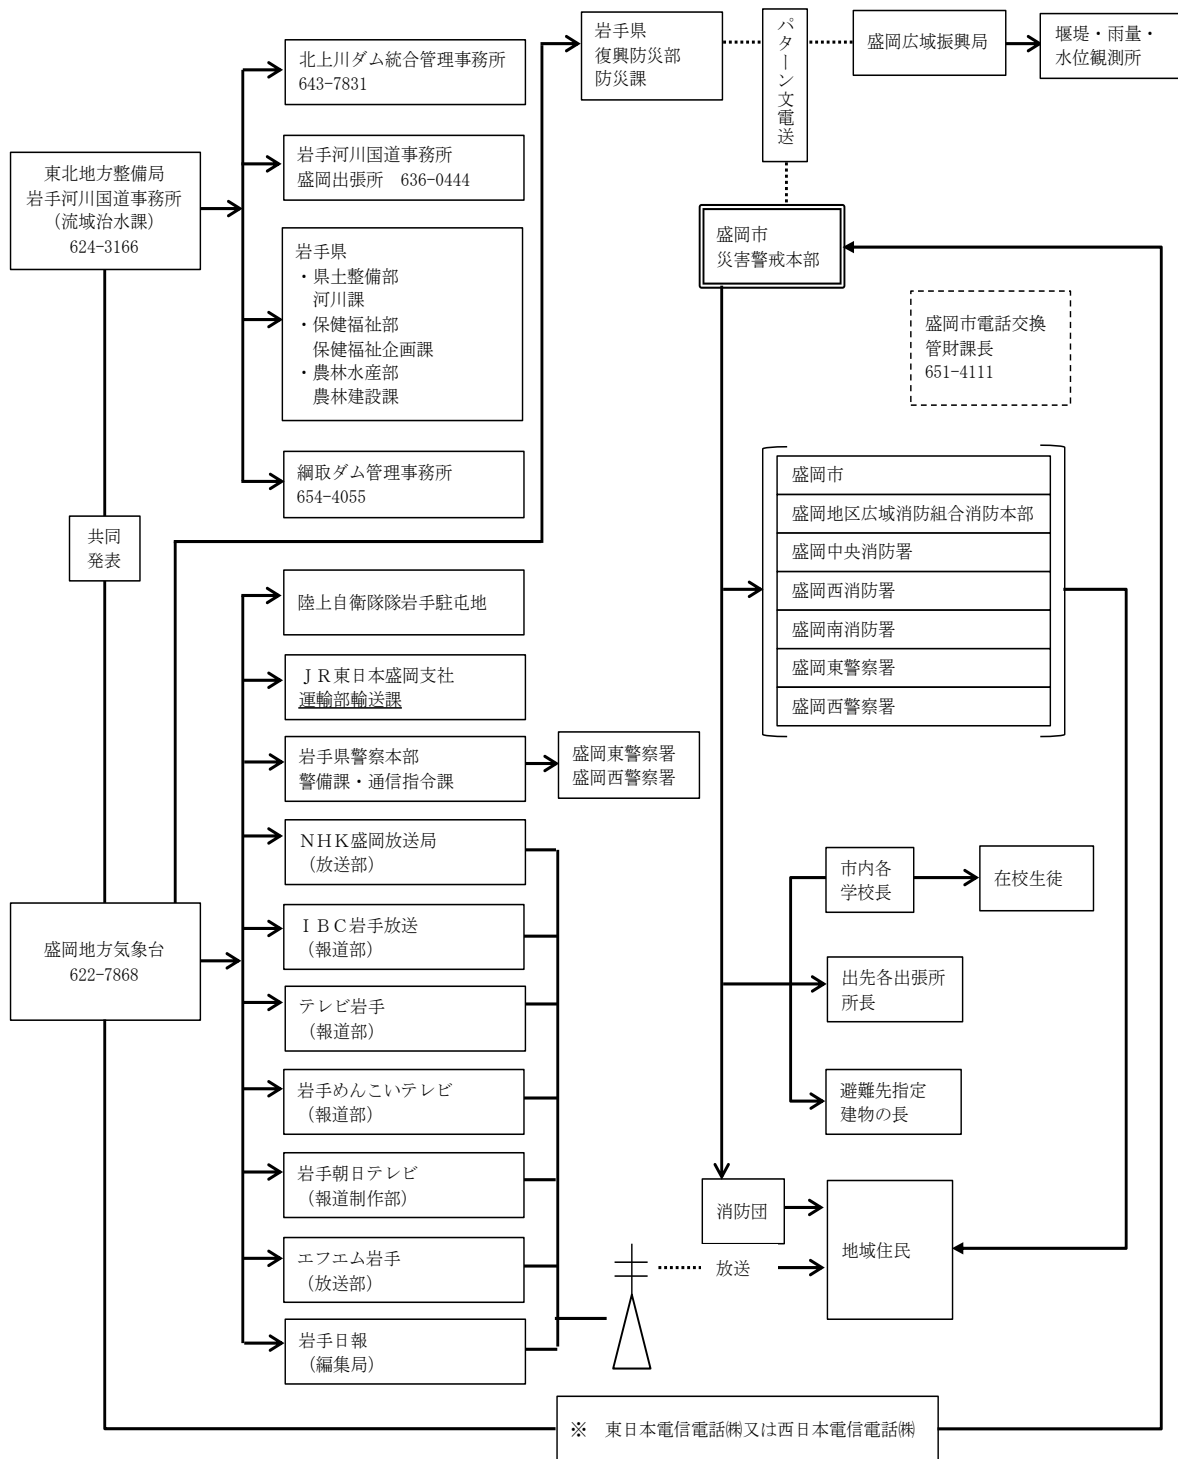 岩手県
復興防災部
防災課
パターン文電送
盛岡広域振興局
堰堤・雨量・
水位観測所
北上川ダム統合管理事務所
643-7831
岩手河川国道事務所
盛岡出張所　636-0444
東北地方整備局
岩手河川国道事務所
(流域治水課)
624-3166
岩手県
・県土整備部
河川課
・保健福祉部
保健福祉企画課
・農林水産部
農林建設課
盛岡市
災害警戒本部
盛岡市電話交換
管財課長
651-4111
綱取ダム管理事務所
654-4055
共同
発表
盛岡市
盛岡地区広域消防組合消防本部
盛岡中央消防署
盛岡西消防署
盛岡南消防署
盛岡東警察署
盛岡西警察署
陸上自衛隊隊岩手駐屯地
ＪＲ東日本盛岡支社
運輸部輸送課
岩手県警察本部
警備課・通信指令課
盛岡東警察署
盛岡西警察署
ＮＨＫ盛岡放送局
（放送部）
市内各
学校長
在校生徒
盛岡地方気象台
622-7868
ＩＢＣ岩手放送
（報道部）
テレビ岩手
（報道部）
出先各出張所
所長
岩手めんこいテレビ
（報道部）
避難先指定
建物の長
岩手朝日テレビ
（報道制作部）
消防団
地域住民
エフエム岩手
（放送部）
放送
岩手日報
（編集局）
※　東日本電信電話㈱又は西日本電信電話㈱